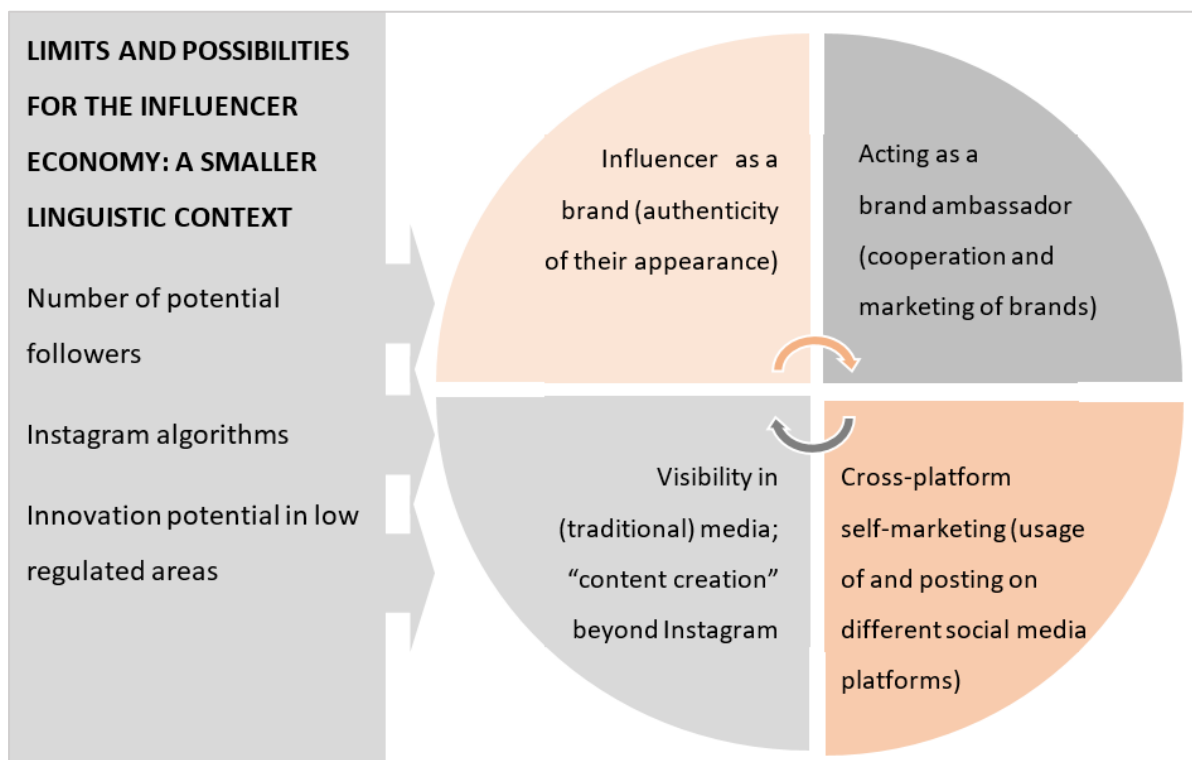 LIMITS AND POSSIBILITIES
FOR THE INFLUENCER
ECONOMY: A SMALLER
LINGUISTIC CONTEXT
Number of potential
followers
Instagram algorithms
Innovation potential in low
regulated areas
Influencer as a
brand (authenticity
of their appearance)
Acting as a
brand ambassador
(cooperation and
marketing of brands)
Visibility in
(traditional) media;
“content creation”
beyond Instagram
Cross-platform
self-marketing (usage
of and posting on
different social media
platforms)